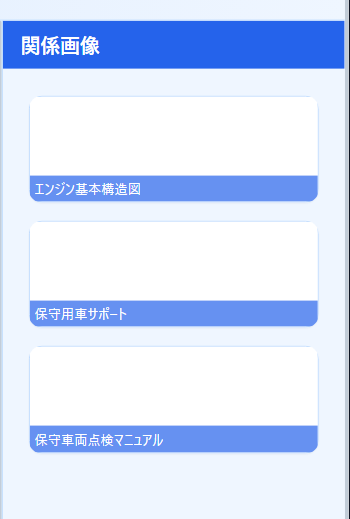 関係画像
エンジン基本構造図
保守用車サポート
保守車両点検マニュアル